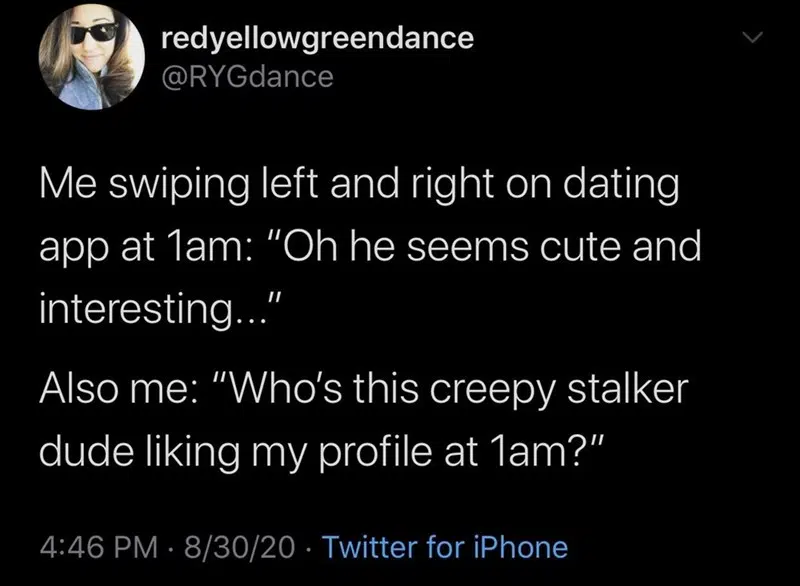 redyellowgreendance
@RYGdance
Me swiping left and right on dating
app at 1am: "Oh he seems cute and
interesting..."
Also me: "Who's this creepy stalker
dude liking my profile at 1am?"
4:46 PM · 8/30/20 · Twitter for iPhone